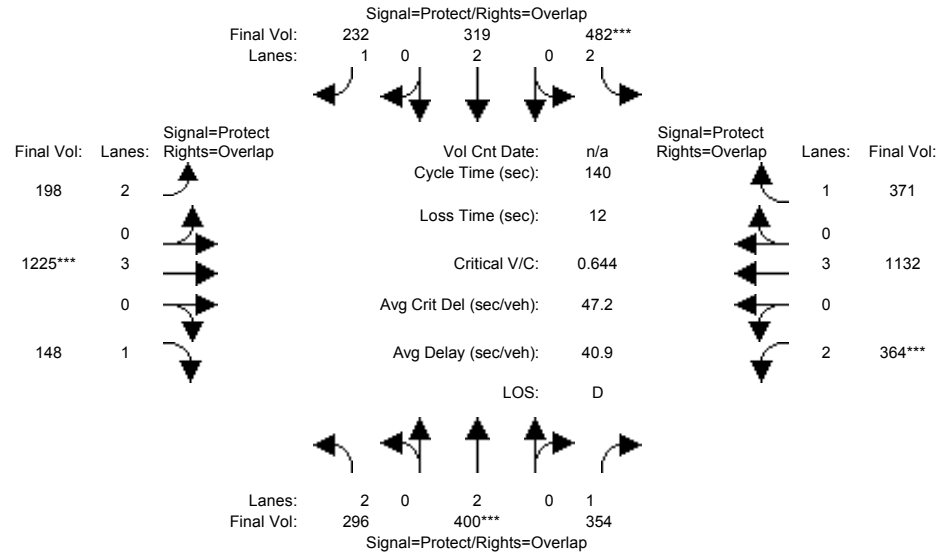 Signal=Protect/Rights=Overlap
Final Vol: 232 319 482***
Lanes: 1 0 2 0 2
Signal=Protect Signal=Protect
Final Vol: Lanes: Rights=Overlap Vol Cnt Date: n/a Rights=Overlap Lanes: Final Vol:
Cycle Time (sec): 140
198 2 1 371
Loss Time (sec): 12
0 0
1225*** 3 Critical V/C: 0.644 3 1132
0 Avg Crit Del (sec/veh): 47.2 0
148 1 Avg Delay (sec/veh): 40.9 2 364***
LOS: D
Lanes: 2 0 2 0 1
Final Vol: 296 400*** 354
Signal=Protect/Rights=Overlap